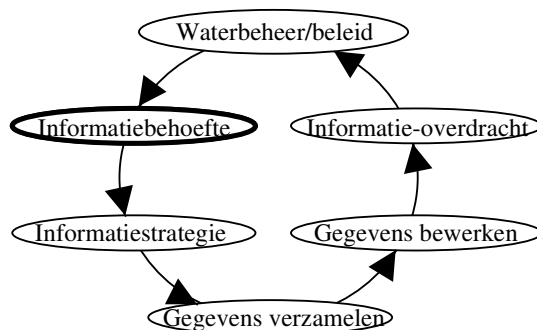 Waterbeheer/beleid
Informatiebehoefte
Informatie-overdracht
Informatiestrategie
Gegevens bewerken
Gegevens verzamelen